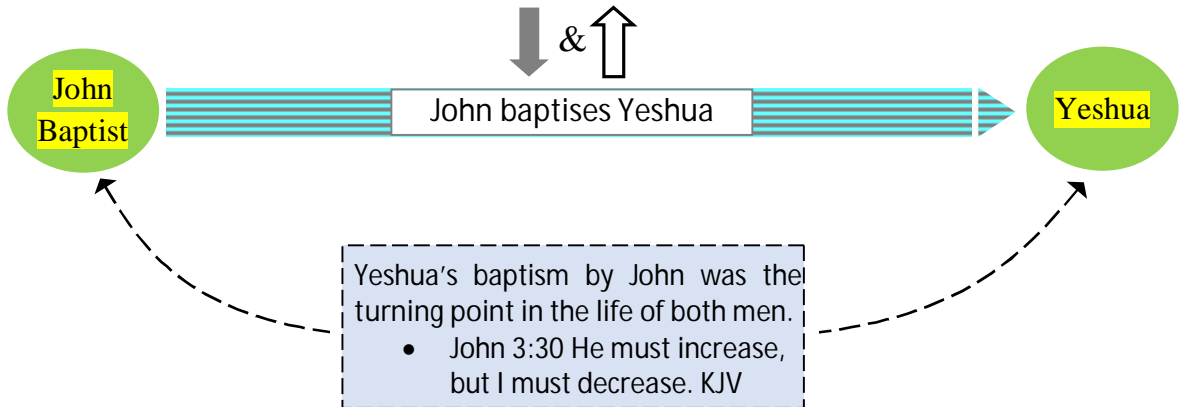 &
John
Baptist
John baptises Yeshua
Yeshua
Yeshua’s baptism by John was the
turning point in the life of both men.
• John 3:30 He must increase,
but I must decrease. KJV